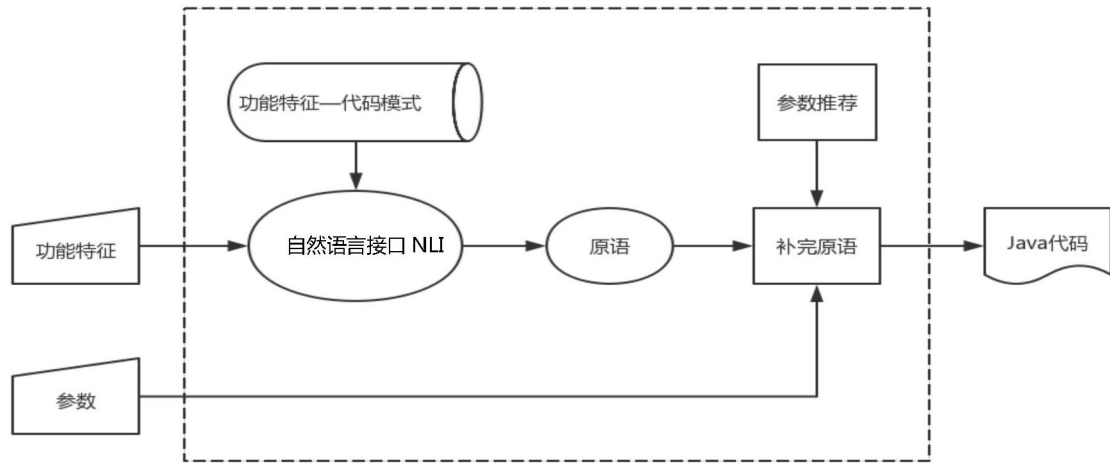 功能特征—代码模式
参数推荐
功能特征
自然语言接口 NLI
原语
补完原语
Java代码
参数